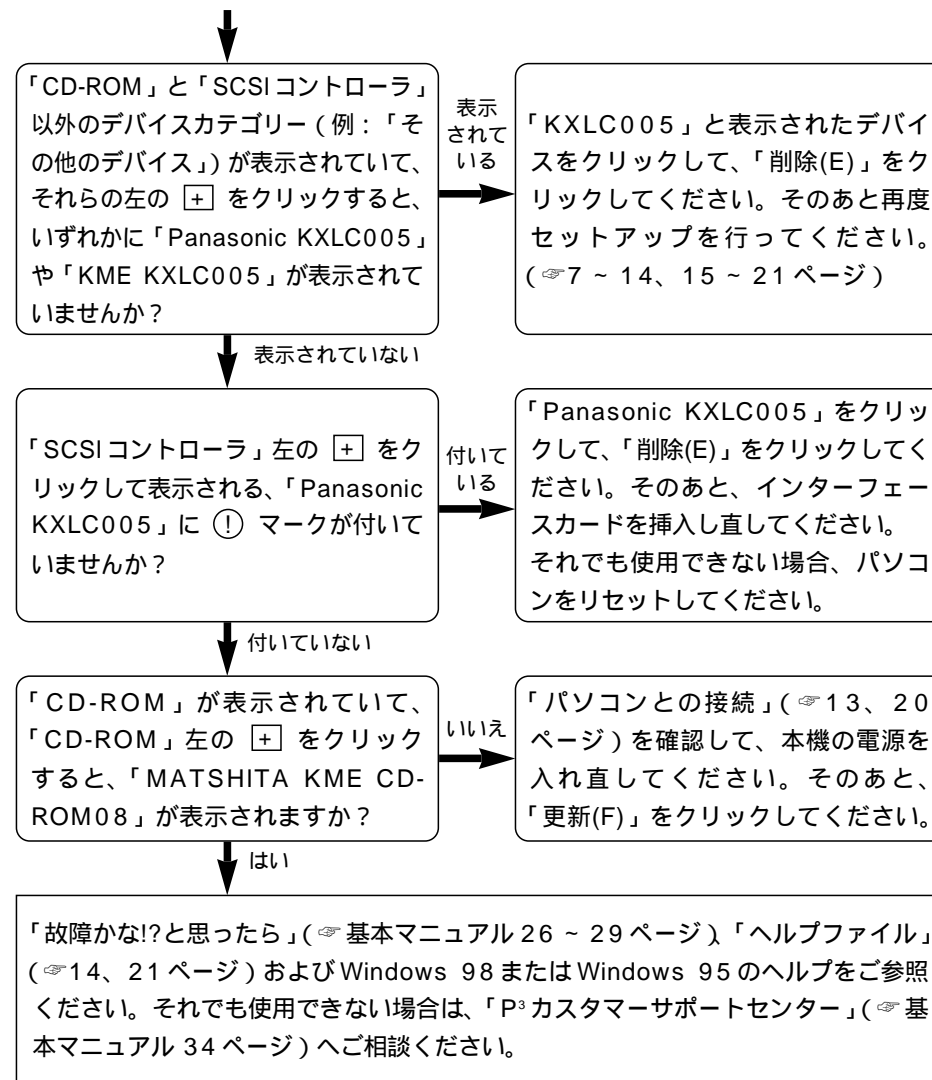 「CD-ROM」と「SCSIコントローラ」
以外のデバイスカテゴリー(例:「そ
の他のデバイス」)が表示されていて、
それらの左の + をクリックすると、
いずれかに「Panasonic KXLC005」
や「KME KXLC005」が表示されて
いませんか?
表示
されて
いる
「KXLC005」と表示されたデバイ
スをクリックして、「削除(E)」をク
リックしてください。そのあと再度
セットアップを行ってください。
(☞7 ~ 14、15 ~ 21 ページ)
表示されていない
「SCSIコントローラ」左の + をク
リックして表示される、「Panasonic
KXLC005」に ! マークが付いて
いませんか?
付いて
いる
「Panasonic KXLC005」をクリッ
クして、「削除(E)」をクリックしてく
ださい。そのあと、インターフェー
スカードを挿入し直してください。
それでも使用できない場合、パソコ
ンをリセットしてください。
付いていない
「CD-ROM」が表示されていて、
「CD-ROM」左の + をクリック
すると、「MATSHITA KME CD-
ROM08」が表示されますか?
いいえ
「パソコンとの接続」(☞13、20
ページ)を確認して、本機の電源を
入れ直してください。そのあと、
「更新(F)」をクリックしてください。
はい
「故障かな!?と思ったら」(☞ 基本マニュアル 26 ~ 29 ページ)、「ヘルプファイル」
(☞14、21 ページ)および Windows 98 または Windows 95 のヘルプをご参照
ください。それでも使用できない場合は、「P³ カスタマーサポートセンター」(☞ 基
本マニュアル 34 ページ)へご相談ください。